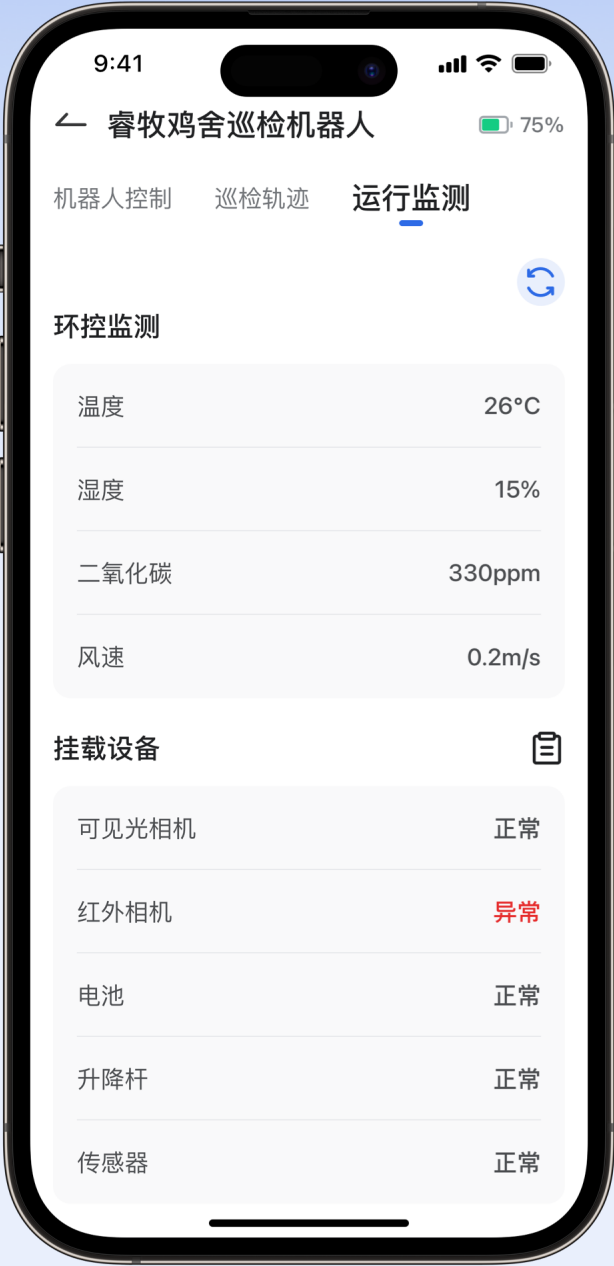 9:41
睿牧鸡舍巡检机器人 75%
机器人控制 巡检轨迹 运行监测
环控监测
温度 26°C
湿度 15%
二氧化碳 330ppm
风速 0.2m/s
挂载设备
可见光相机 正常
红外相机 异常
电池 正常
升降杆 正常
传感器 正常